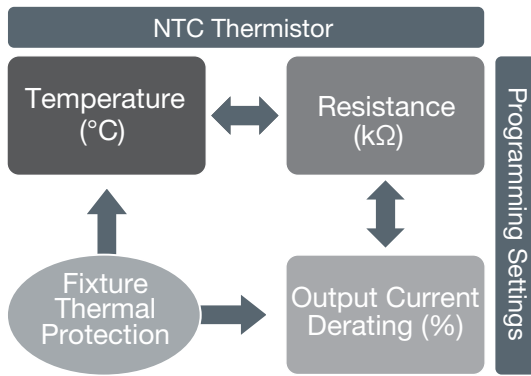 NTC Thermistor
Temperature
(°C)
Resistance
(kΩ)
Programming Settings
Fixture
Thermal
Protection
Output Current
Derating (%)